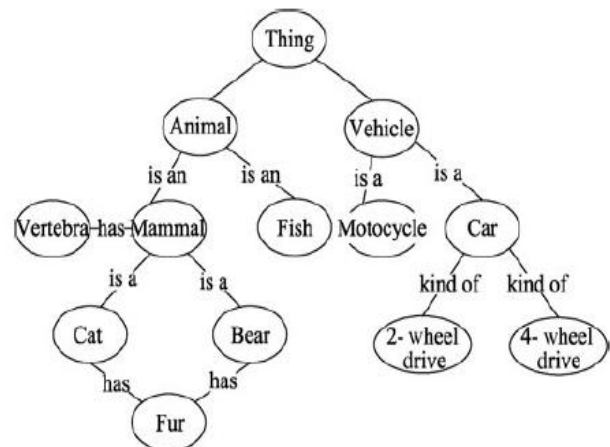 Thing
Animal
Vehicle
is an
is an
is a
is a
Vertebra
has
Mammal
Fish
Motocycle
Car
is a
is a
kind of
kind of
Cat
Bear
2- wheel
drive
4- wheel
drive
has
has
Fur